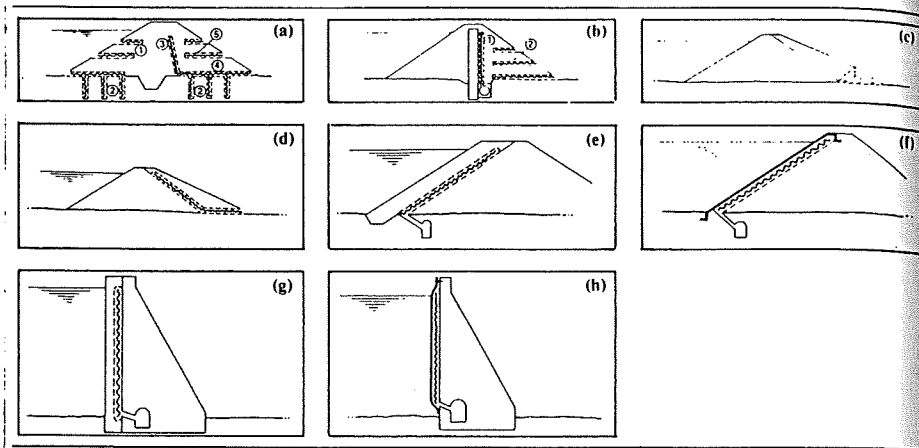 (a)
①
③
⑤
④
②
②
(b)
①
②
(c)
(d)
(e)
(f)
(g)
(h)